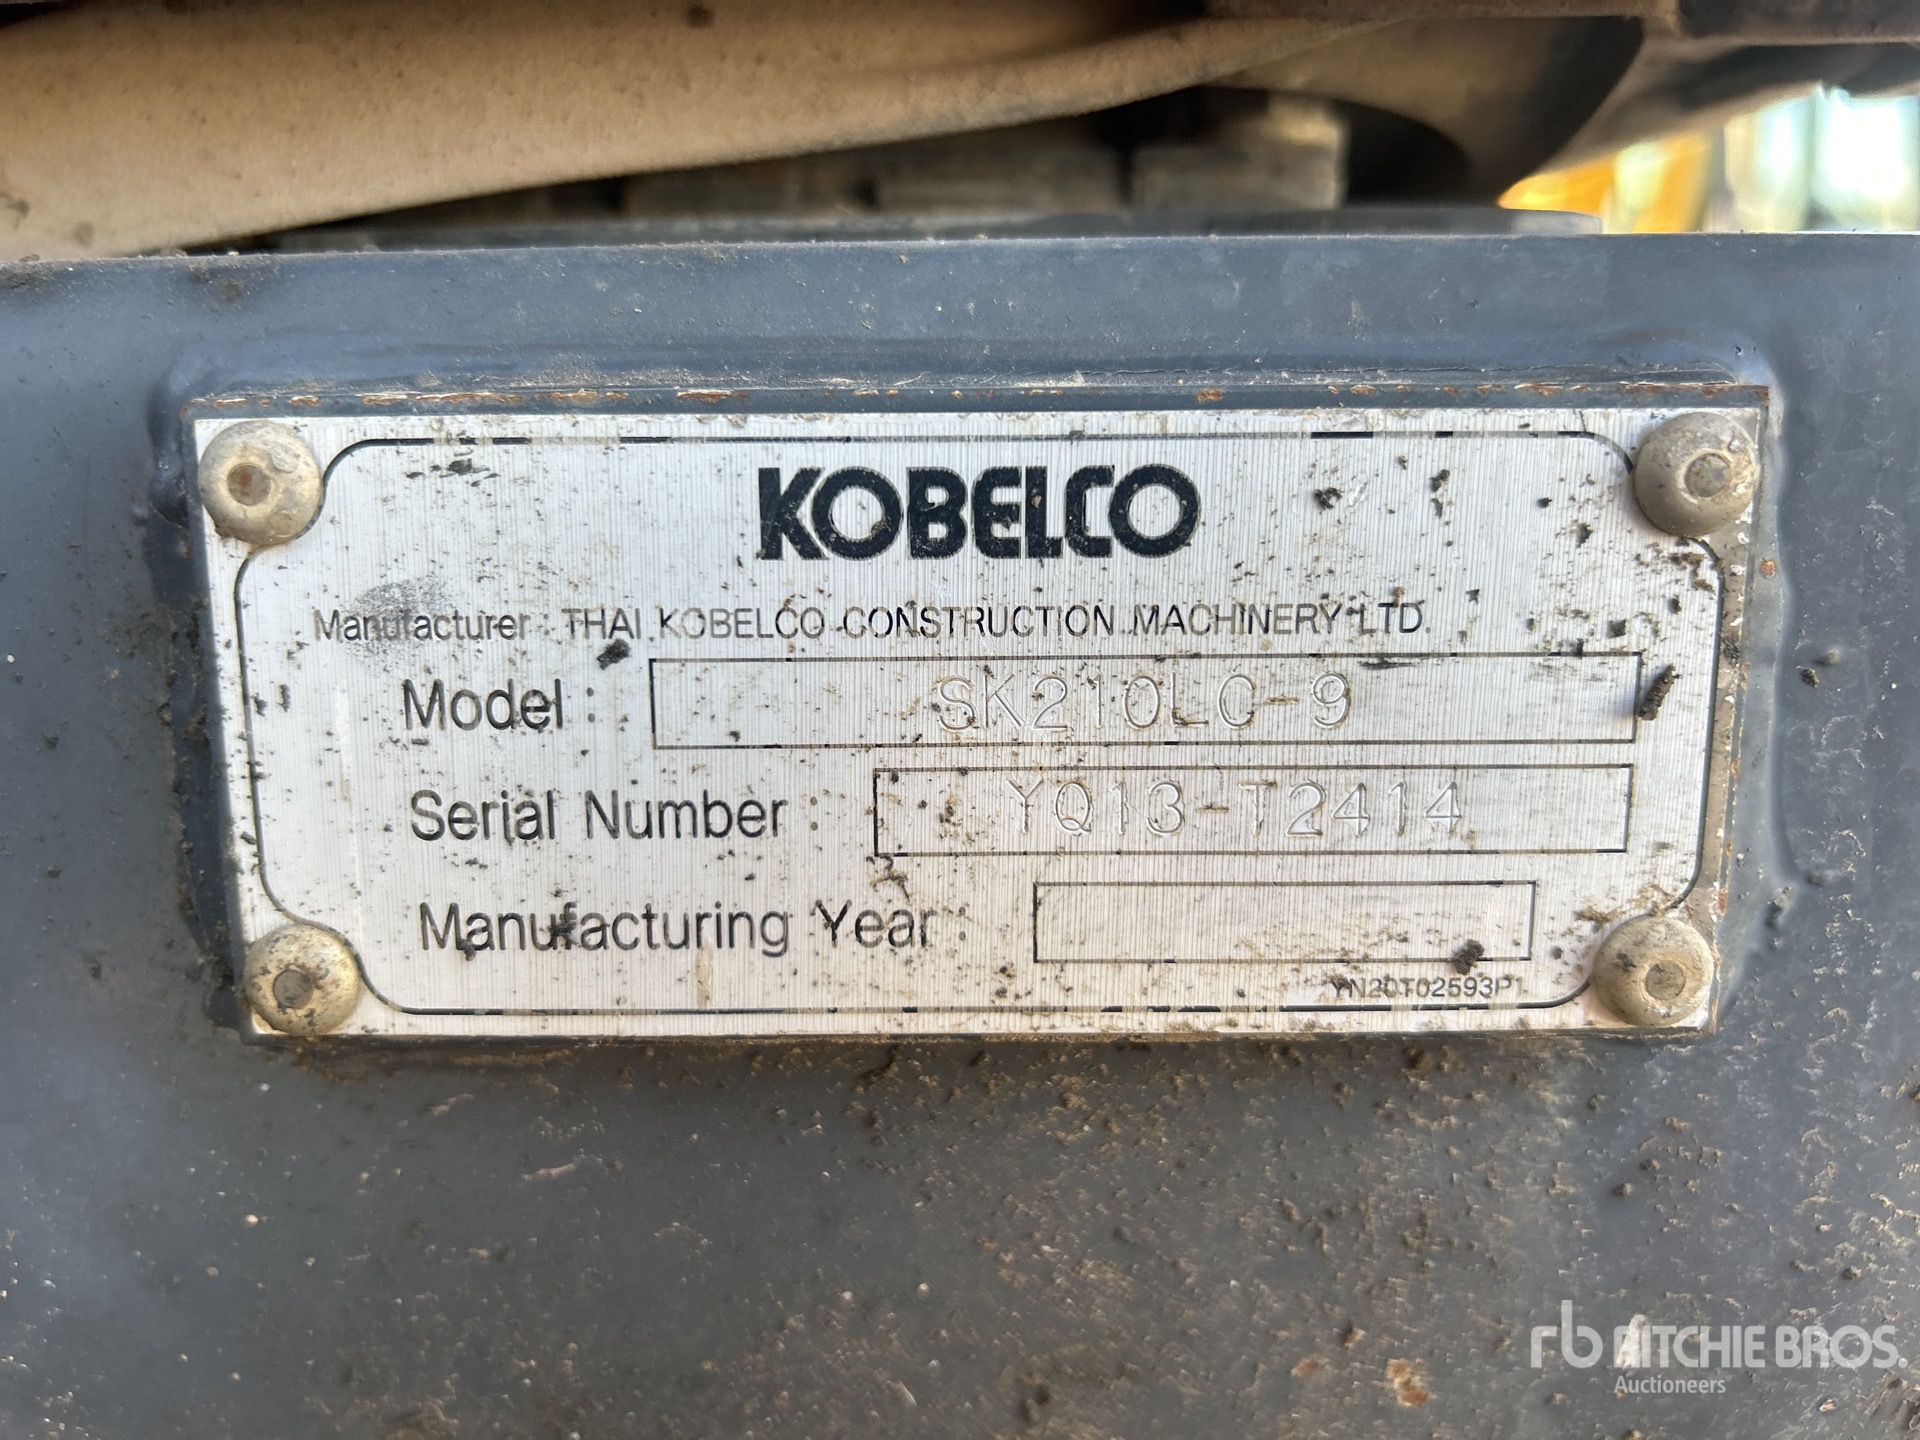 KOBELCO
Manufacturer : THAI KOBELCO CONSTRUCTION MACHINERY LTD.
Model : SK210LC-9
Serial Number : YQ13-T2414
Manufacturing Year :
YN20T02593P1
rb RITCHIE BROS.
Auctioneers